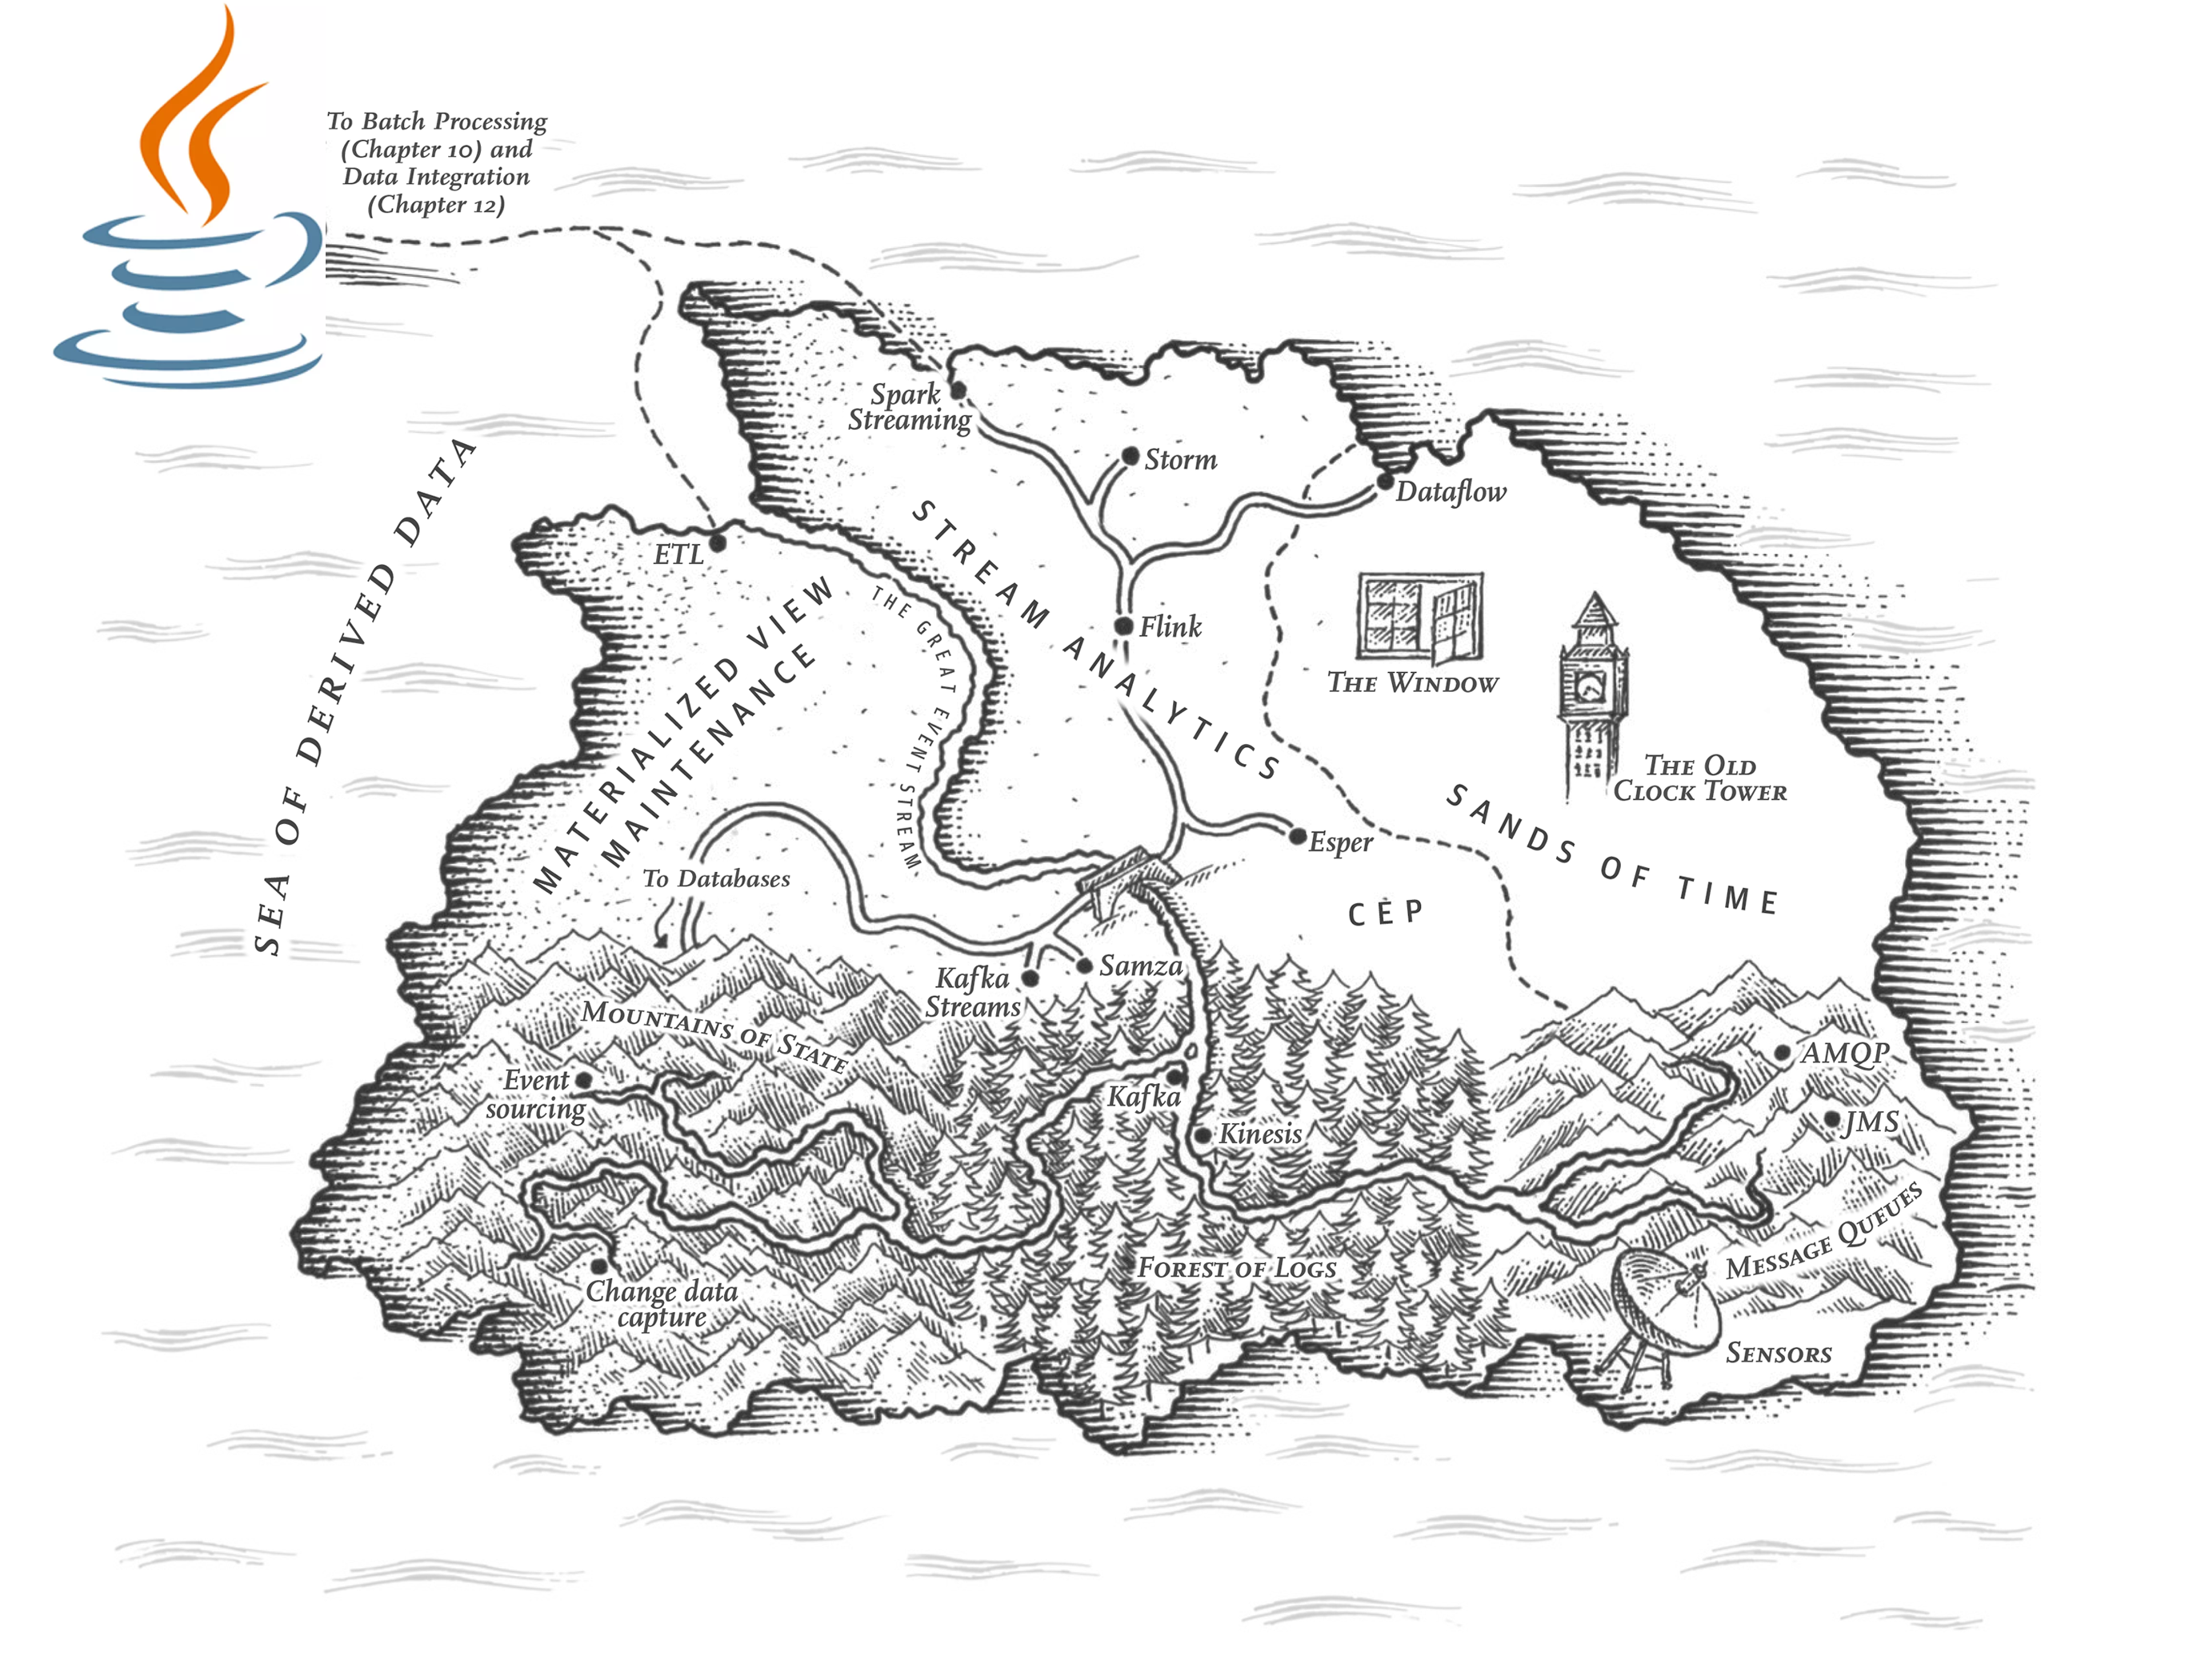 To Batch Processing
(Chapter 10) and
Data Integration
(Chapter 12)
Spark
Streaming
Storm
Dataflow
ETL
STREAM ANALYTICS
SEA OF DERIVED DATA
MATERIALIZED VIEW
MAINTENANCE
THE GREAT EVENT STREAM
Flink
THE WINDOW
THE OLD
CLOCK TOWER
SANDS OF TIME
Esper
To Databases
CEP
Kafka
Streams
Samza
MOUNTAINS OF STATE
Event
sourcing
Kafka
Kinesis
AMQP
JMS
MESSAGE QUEUES
FOREST OF LOGS
Change data
capture
SENSORS